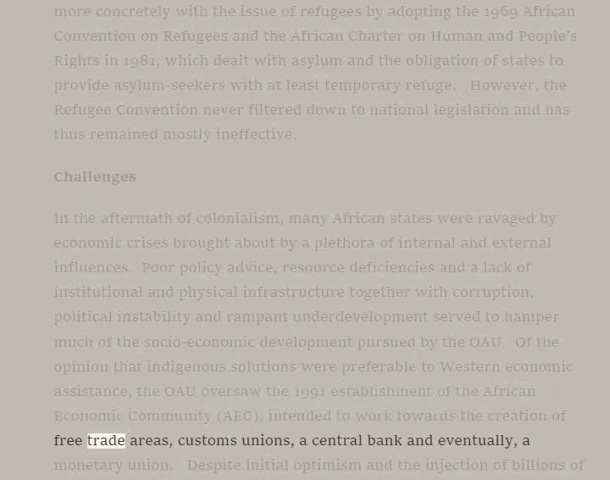 more concretely with the issue of refugees by adopting the 1969 African
Convention on Refugees and the African Charter on Human and People's
Rights in 1981, which dealt with asylum and the obligation of states to
provide asylum-seekers with at least temporary refuge. However, the
Refugee Convention never filtered down to national legislation and has
thus remained mostly ineffective.
Challenges
In the aftermath of colonialism, many African states were ravaged by
economic crises brought about by a plethora of internal and external
influences. Poor policy advice, resource deficiencies and a lack of
institutional and physical infrastructure together with corruption,
political instability and rampant underdevelopment served to hamper
much of the socio-economic development pursued by the OAU. Of the
opinion that indigenous solutions were preferable to Western economic
assistance, the OAU oversaw the 1991 establishment of the African
Economic Community (AEC), intended to work towards the creation of
free trade areas, customs unions, a central bank and eventually, a
monetary union. Despite initial optimism and the injection of billions of